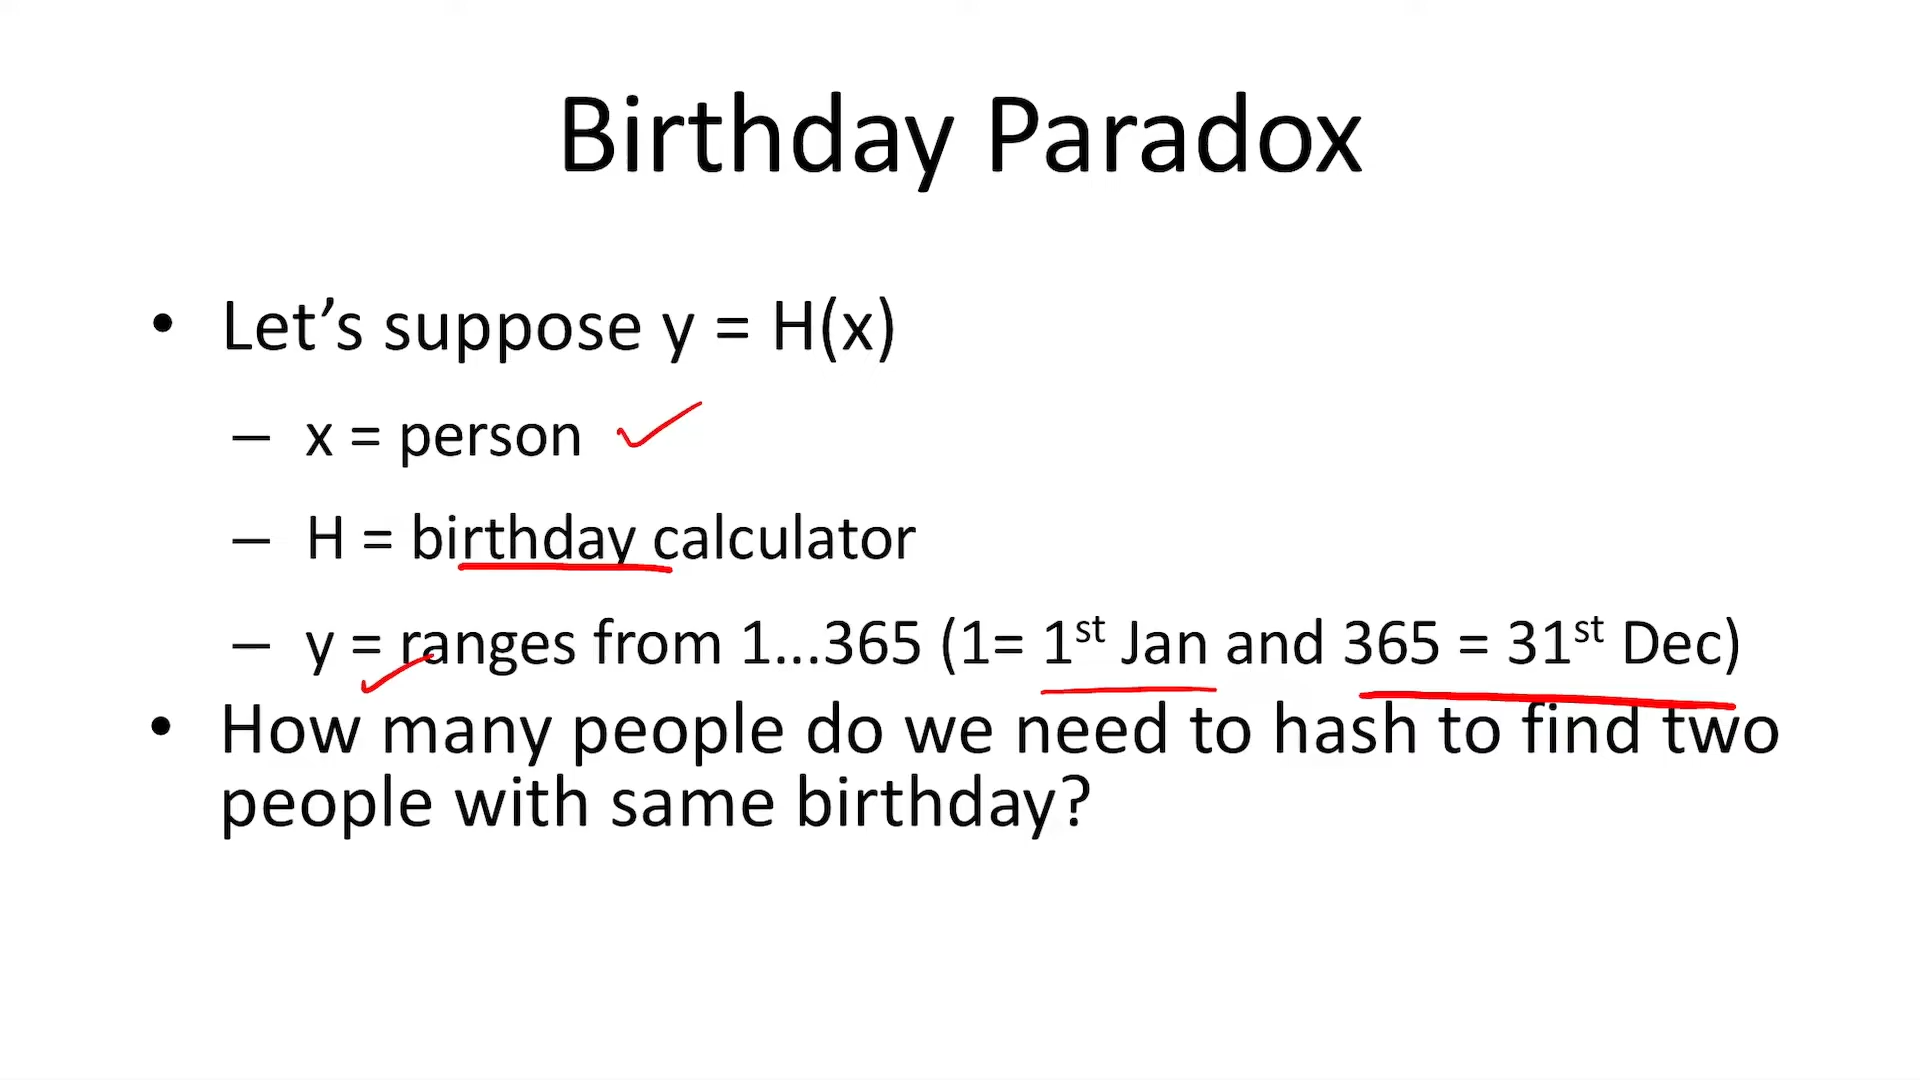 Birthday Paradox
• Let’s suppose y = H(x)
– x = person
– H = birthday calculator
– y = ranges from 1...365 (1= 1st Jan and 365 = 31st Dec)
• How many people do we need to hash to find two
people with same birthday?